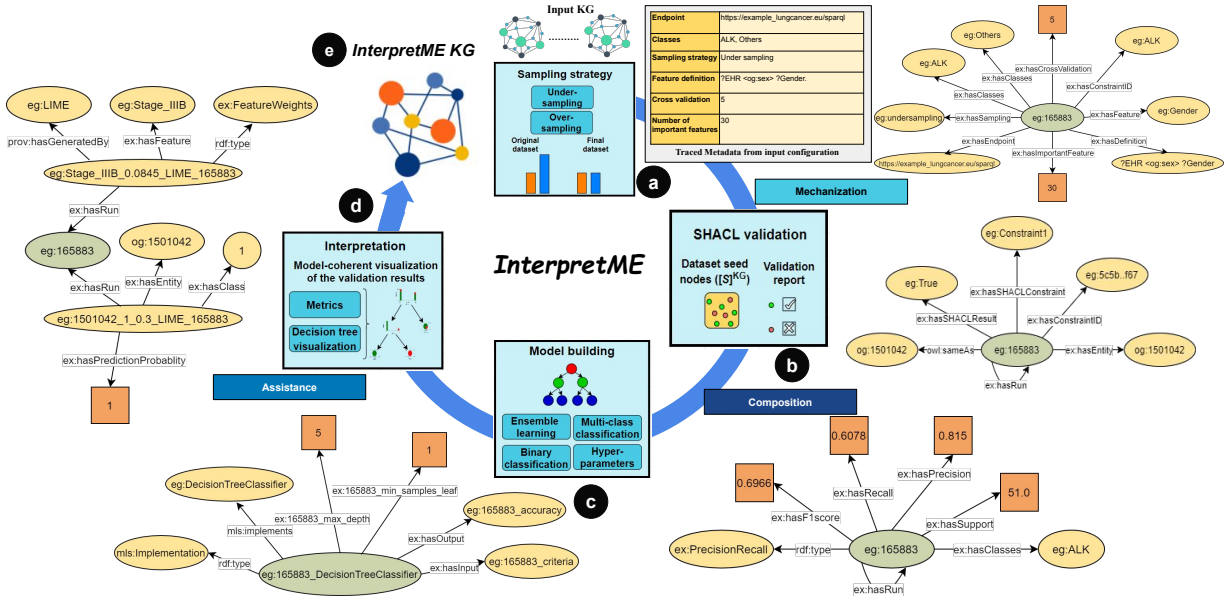 Input KG
e
InterpretME KG
Sampling strategy
Under-
sampling
Over-
sampling
Original
dataset
Final
dataset
a
Endpoint
https://example_lungcancer.eu/sparql
Classes
ALK, Others
Sampling strategy
Under sampling
Feature definition
?EHR <og:sex> ?Gender.
Cross validation
5
Number of
important features
30
Traced Metadata from input configuration
5
eg:Others
eg:ALK
eg:ALK
ex:hasCrossValidation
ex:hasClasses
ex:hasConstraintID
ex:hasClasses
eg:undersampling
ex:hasSampling
eg:165883
ex:hasFeature
eg:Gender
ex:hasEndpoint
ex:hasDefinition
ex:hasImportantFeature
https://example_lungcancer.eu/sparql
?EHR <og:sex> ?Gender
30
Mechanization
eg:LIME
eg:Stage_IIIB
ex:FeatureWeights
prov:hasGeneratedBy
ex:hasFeature
rdf:type
eg:Stage_IIIB_0.0845_LIME_165883
ex:hasRun
eg:165883
og:1501042
1
ex:hasRun
ex:hasEntity
ex:hasClass
eg:1501042_1_0.3_LIME_165883
ex:hasPredictionProbablity
1
d
Interpretation
Model-coherent visualization
of the validation results
Metrics
Decision tree
visualization
InterpretME
SHACL validation
Dataset seed
nodes ([S]KG)
Validation
report
b
eg:Constraint1
eg:True
eg:5c5b..f67
ex:hasSHACLConstraint
ex:hasSHACLResult
ex:hasConstraintID
og:1501042
owl:sameAs
eg:165883
ex:hasEntity
og:1501042
ex:hasRun
Assistance
Composition
Model building
Ensemble
learning
Multi-class
classification
Binary
classification
Hyper-
parameters
c
5
1
eg:DecisionTreeClassifier
ex:165883_min_samples_leaf
ex:165883_max_depth
eg:165883_accuracy
mls:implements
ex:hasOutput
mls:Implementation
rdf:type
eg:165883_DecisionTreeClassifier
ex:hasInput
eg:165883_criteria
0.6078
0.815
0.6966
51.0
ex:hasPrecision
ex:hasRecall
ex:hasF1score
ex:hasSupport
ex:PrecisionRecall
rdf:type
eg:165883
ex:hasClasses
eg:ALK
ex:hasRun